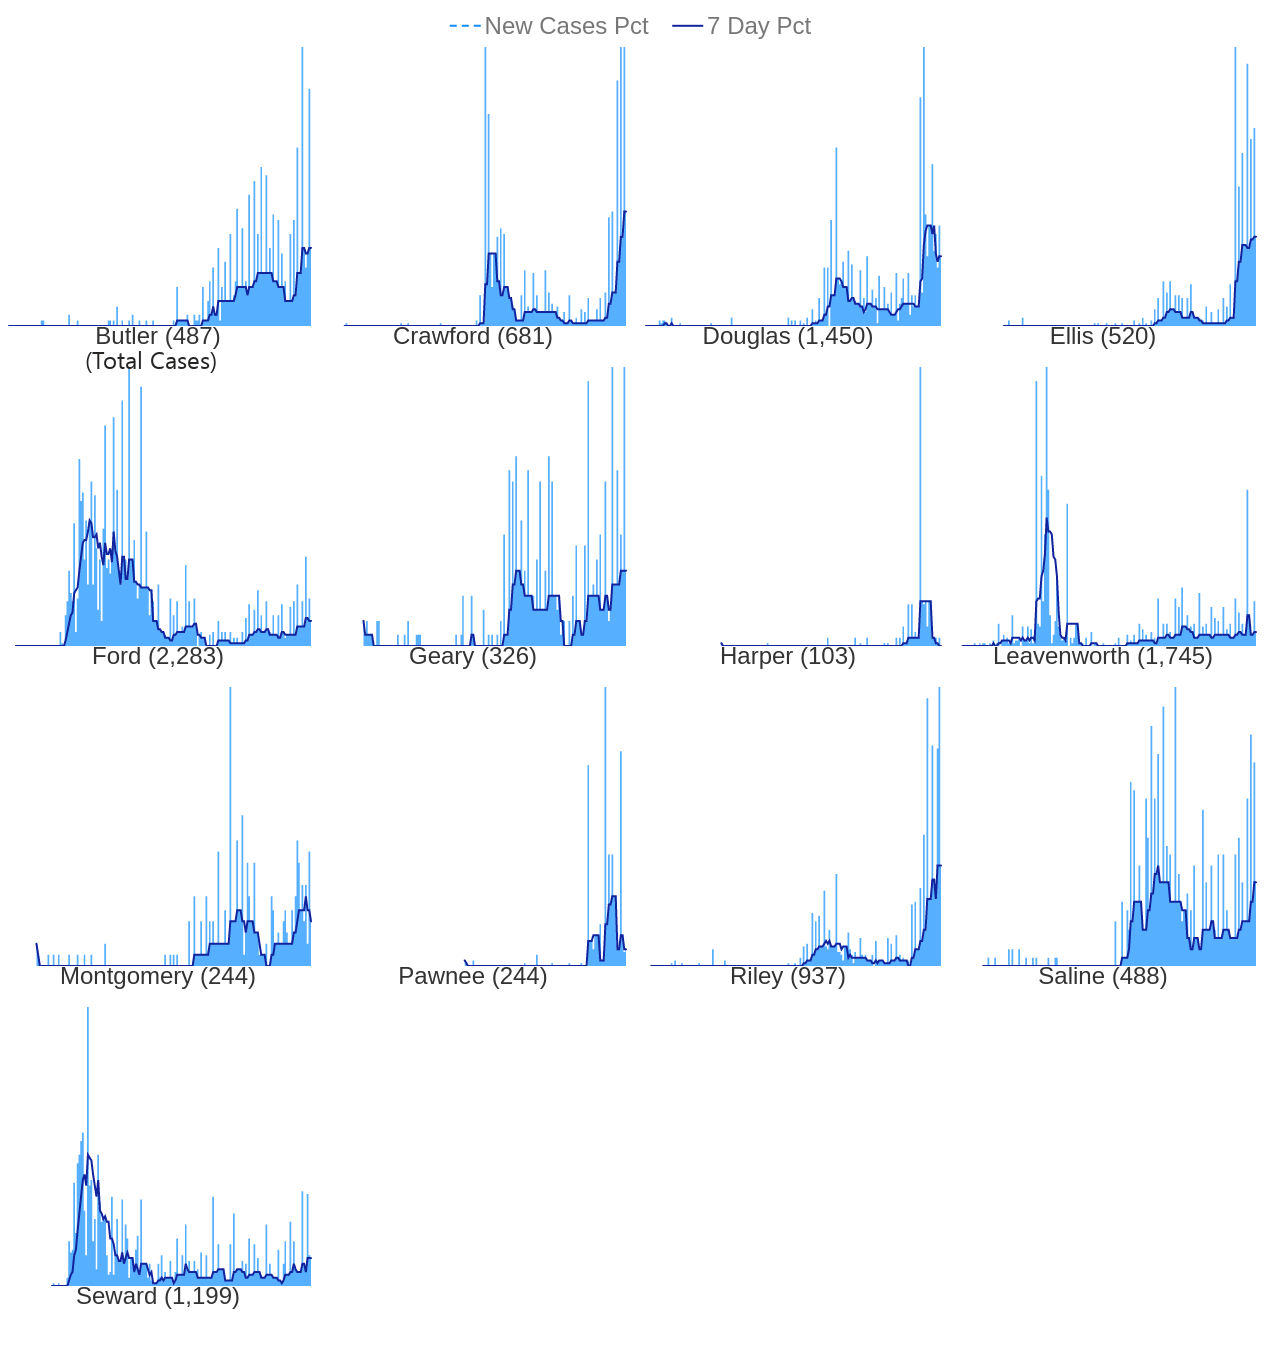 New Cases Pct 7 Day Pct
Butler (487) Crawford (681) Douglas (1,450) Ellis (520)
(Total Cases)
Ford (2,283) Geary (326) Harper (103) Leavenworth (1,745)
Montgomery (244) Pawnee (244) Riley (937) Saline (488)
Seward (1,199)